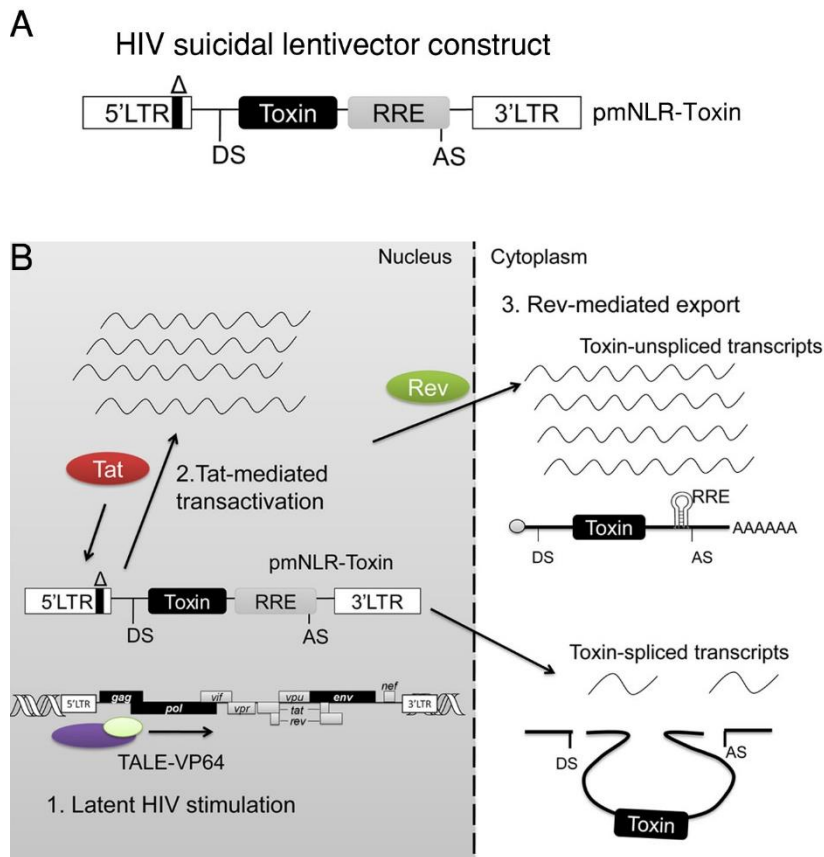 A
HIV suicidal lentivector construct
Δ
5'LTR Toxin RRE 3'LTR pmNLR-Toxin
DS AS
B
Nucleus Cytoplasm
3. Rev-mediated export
Toxin-unspliced transcripts
Rev
Tat
2.Tat-mediated
transactivation
RRE
Toxin AAAAAA
DS AS
pmNLR-Toxin
Δ
5'LTR Toxin RRE 3'LTR
DS AS
Toxin-spliced transcripts
5'LTR gag pol vif vpr vpu tat rev env nef 3'LTR
TALE-VP64
1. Latent HIV stimulation
DS AS
Toxin